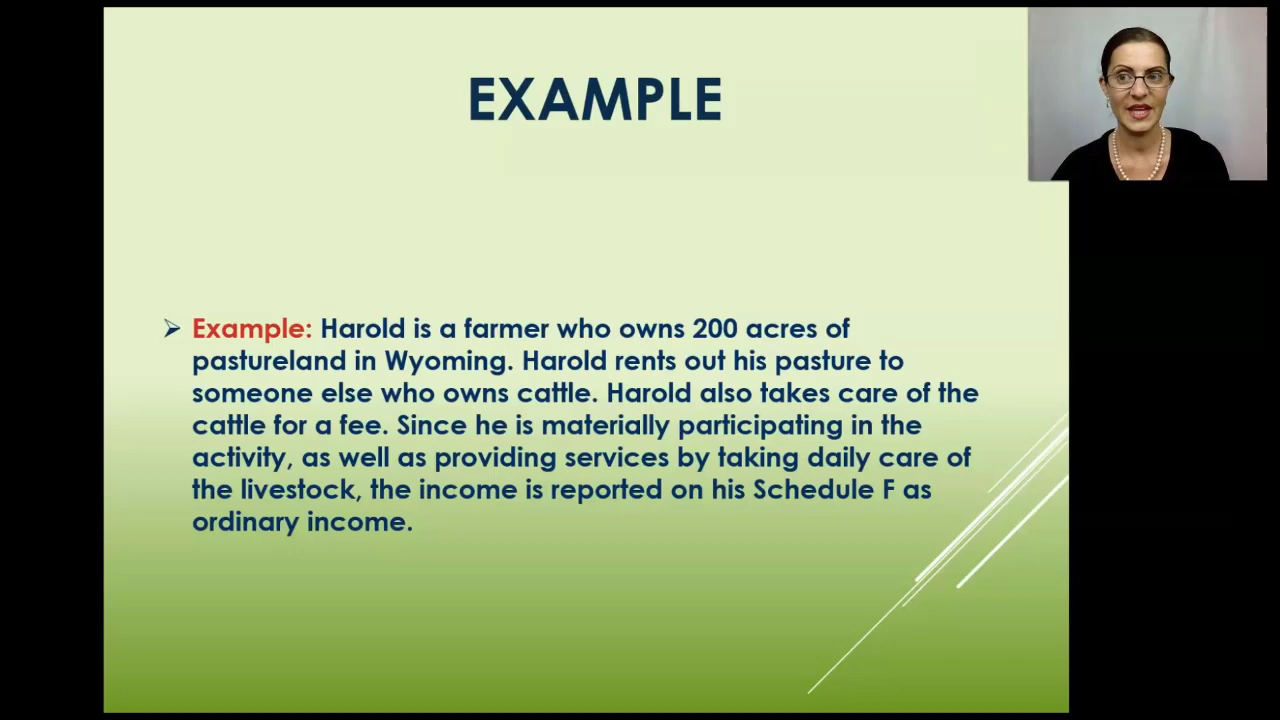 EXAMPLE
Example: Harold is a farmer who owns 200 acres of
pastureland in Wyoming. Harold rents out his pasture to
someone else who owns cattle. Harold also takes care of the
cattle for a fee. Since he is materially participating in the
activity, as well as providing services by taking daily care of
the livestock, the income is reported on his Schedule F as
ordinary income.